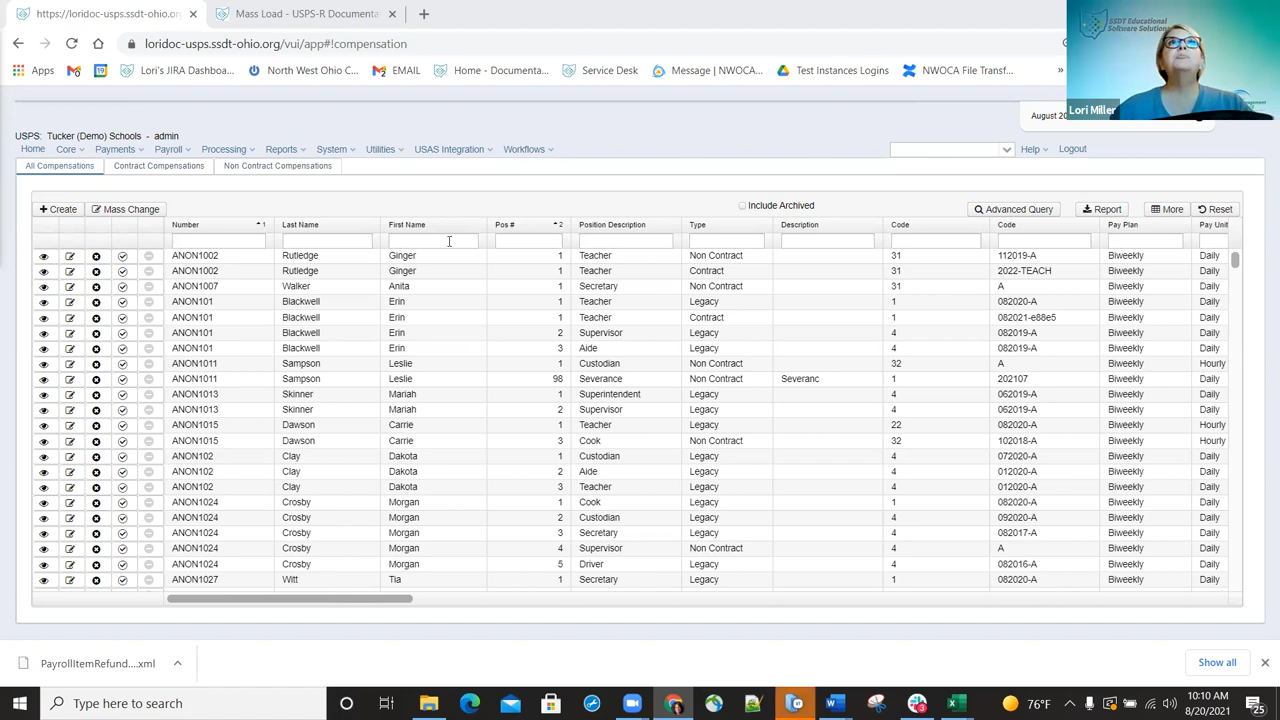 https://loridoc-usps.ssdt-ohio.org
Mass Load - USPS-R Documenta
loridoc-usps.ssdt-ohio.org/vui/app#!compensation
Apps
Lori's JIRA Dashboa...
North West Ohio C...
EMAIL
Home - Documenta...
Service Desk
Message | NWOCA...
Test Instances Logins
NWOCA File Transf...
SSDT Educational
Software Solutions
Lori Miller
USPS: Tucker (Demo) Schools - admin
August 20
Home Core Payments Payroll Processing Reports System Utilities USAS Integration Workflows Help Logout
All Compensations Contract Compensations Non Contract Compensations
Create Mass Change Include Archived Advanced Query Report More Reset
Number 1 Last Name First Name Pos # 2 Position Description Type Description Code Code Pay Plan Pay Unit
ANON1002 Rutledge Ginger 1 Teacher Non Contract 31 112019-A Biweekly Daily
ANON1002 Rutledge Ginger 1 Teacher Contract 31 2022-TEACH Biweekly Daily
ANON1007 Walker Anita 1 Secretary Non Contract 31 A Biweekly Daily
ANON101 Blackwell Erin 1 Teacher Legacy 1 082020-A Biweekly Daily
ANON101 Blackwell Erin 1 Teacher Contract 1 082021-e88e5 Biweekly Daily
ANON101 Blackwell Erin 2 Supervisor Legacy 4 082019-A Biweekly Daily
ANON101 Blackwell Erin 3 Aide Legacy 4 082019-A Biweekly Daily
ANON1011 Sampson Leslie 1 Custodian Non Contract 32 A Biweekly Hourly
ANON1011 Sampson Leslie 98 Severance Non Contract Severanc 1 202107 Biweekly Daily
ANON1013 Skinner Mariah 1 Superintendent Legacy 4 062019-A Biweekly Daily
ANON1013 Skinner Mariah 2 Supervisor Legacy 4 062019-A Biweekly Daily
ANON1015 Dawson Carrie 1 Teacher Legacy 22 082020-A Biweekly Hourly
ANON1015 Dawson Carrie 3 Cook Non Contract 32 102018-A Biweekly Hourly
ANON102 Clay Dakota 1 Custodian Legacy 4 072020-A Biweekly Daily
ANON102 Clay Dakota 2 Aide Legacy 4 012020-A Biweekly Daily
ANON102 Clay Dakota 3 Teacher Legacy 4 012020-A Biweekly Daily
ANON1024 Crosby Morgan 1 Cook Legacy 1 082020-A Biweekly Daily
ANON1024 Crosby Morgan 2 Custodian Legacy 4 092020-A Biweekly Daily
ANON1024 Crosby Morgan 3 Secretary Legacy 4 082017-A Biweekly Daily
ANON1024 Crosby Morgan 4 Supervisor Non Contract 4 A Biweekly Daily
ANON1024 Crosby Morgan 5 Driver Legacy 4 082016-A Biweekly Daily
ANON1027 Witt Tia 1 Secretary Legacy 1 082020-A Biweekly Daily
PayrollItemRefund....xml
Show all
Type here to search
76°F
10:10 AM
8/20/2021
25